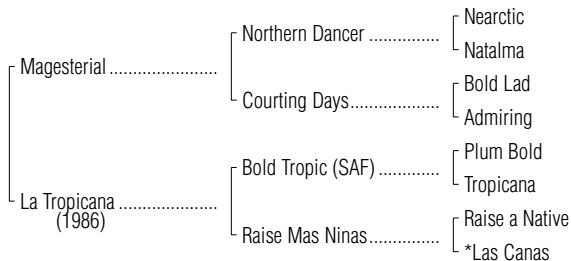 Nearctic
Northern Dancer ...............
Natalma
Magesterial .......................
Bold Lad
Courting Days...................
Admiring
Plum Bold
Bold Tropic (SAF) .............
Tropicana
La Tropicana .....................
(1986)
Raise a Native
Raise Mas Ninas...............
*Las Canas